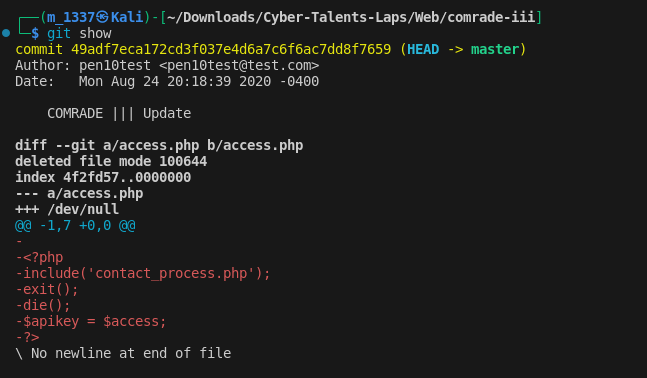 ┌──(m_1337㉿Kali)-[~/Downloads/Cyber-Talents-Laps/Web/comrade-iii]
└─$ git show
commit 49adf7eca172cd3f037e4d6a7c6f6ac7dd8f7659 (HEAD -> master)
Author: pen10test <pen10test@test.com>
Date:   Mon Aug 24 20:18:39 2020 -0400

    COMRADE ||| Update

diff --git a/access.php b/access.php
deleted file mode 100644
index 4f2fd57..0000000
--- a/access.php
+++ /dev/null
@@ -1,7 +0,0 @@
-
-<?php
-include('contact_process.php');
-exit();
-die();
-$apikey = $access;
-?>
\ No newline at end of file